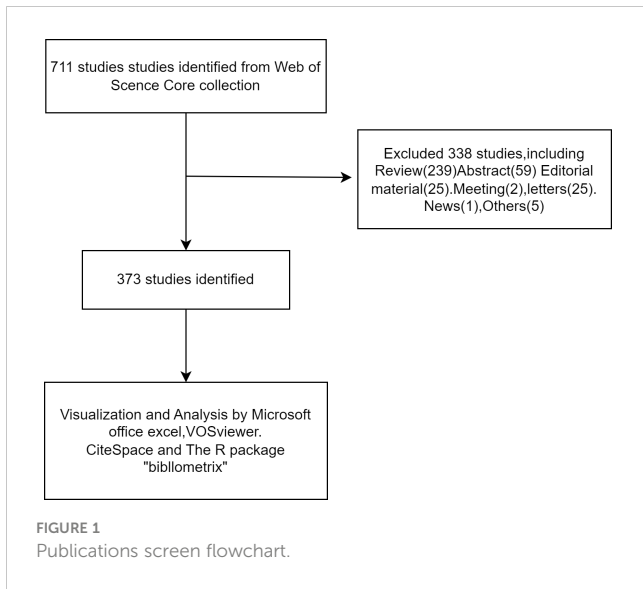 711 studies studies identified from Web of
Scence Core collection
Excluded 338 studies,including
Review(239)Abstract(59) Editorial
material(25).Meeting(2),letters(25).
News(1),Others(5)
373 studies identified
Visualization and Analysis by Microsoft
office excel,VOSviewer.
CiteSpace and The R package
"bibllometrix"
FIGURE 1
Publications screen flowchart.